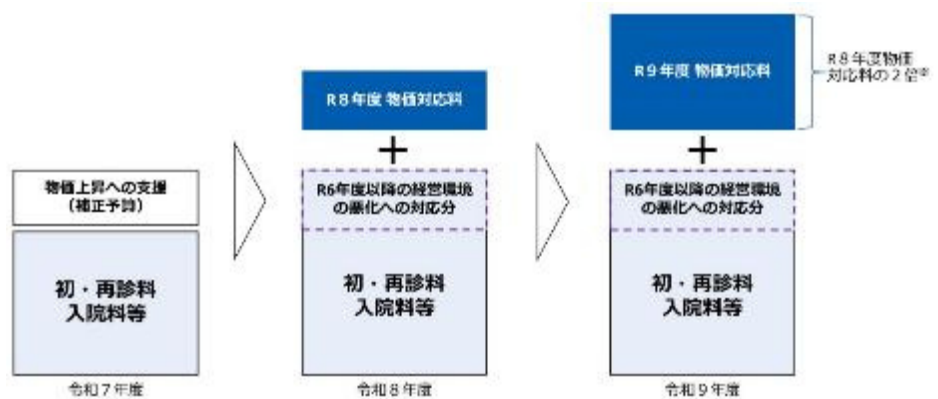 R9年度 物価対応料
R8年度物価
対応料の2倍※
R8年度 物価対応料
+
+
物価上昇への支援
(補正予算)
R6年度以降の経営環境
の悪化への対応分
R6年度以降の経営環境
の悪化への対応分
初・再診料
入院料等
初・再診料
入院料等
初・再診料
入院料等
令和7年度
令和8年度
令和9年度